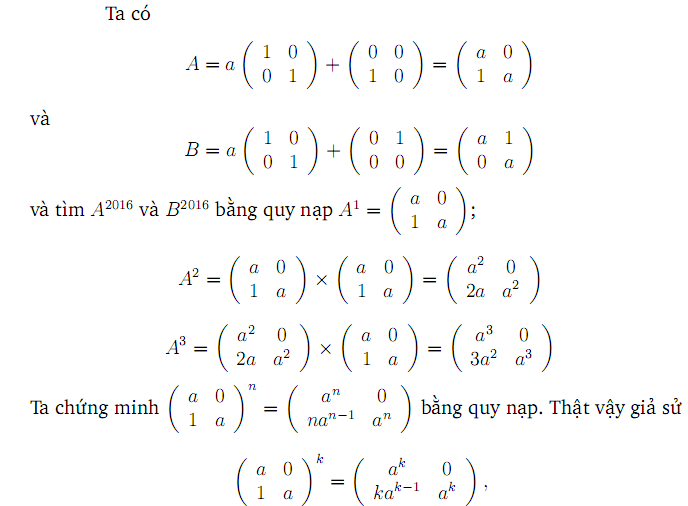 Ta có
A = a \begin{pmatrix} 1 & 0 \\ 0 & 1 \end{pmatrix} + \begin{pmatrix} 0 & 0 \\ 1 & 0 \end{pmatrix} = \begin{pmatrix} a & 0 \\ 1 & a \end{pmatrix}
và
B = a \begin{pmatrix} 1 & 0 \\ 0 & 1 \end{pmatrix} + \begin{pmatrix} 0 & 1 \\ 0 & 0 \end{pmatrix} = \begin{pmatrix} a & 1 \\ 0 & a \end{pmatrix}
và tìm A^{2016} và B^{2016} bằng quy nạp A^1 = \begin{pmatrix} a & 0 \\ 1 & a \end{pmatrix};
A^2 = \begin{pmatrix} a & 0 \\ 1 & a \end{pmatrix} × \begin{pmatrix} a & 0 \\ 1 & a \end{pmatrix} = \begin{pmatrix} a^2 & 0 \\ 2a & a^2 \end{pmatrix}
A^3 = \begin{pmatrix} a^2 & 0 \\ 2a & a^2 \end{pmatrix} × \begin{pmatrix} a & 0 \\ 1 & a \end{pmatrix} = \begin{pmatrix} a^3 & 0 \\ 3a^2 & a^3 \end{pmatrix}
Ta chứng minh \begin{pmatrix} a & 0 \\ 1 & a \end{pmatrix}^n = \begin{pmatrix} a^n & 0 \\ na^{n-1} & a^n \end{pmatrix} bằng quy nạp. Thật vậy giả sử
\begin{pmatrix} a & 0 \\ 1 & a \end{pmatrix}^k = \begin{pmatrix} a^k & 0 \\ ka^{k-1} & a^k \end{pmatrix},